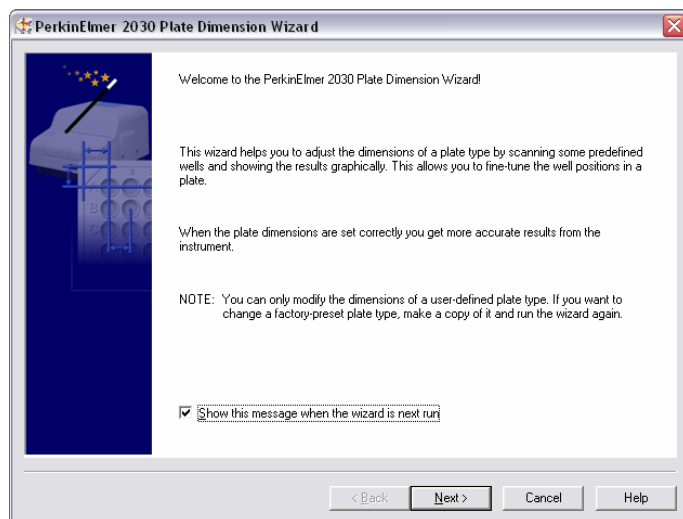 PerkinElmer 2030 Plate Dimension Wizard
Welcome to the PerkinElmer 2030 Plate Dimension Wizard!
This wizard helps you to adjust the dimensions of a plate type by scanning some predefined
wells and showing the results graphically. This allows you to fine-tune the well positions in a
plate.
When the plate dimensions are set correctly you get more accurate results from the
instrument.
NOTE: You can only modify the dimensions of a user-defined plate type. If you want to
change a factory-preset plate type, make a copy of it and run the wizard again.
Show this message when the wizard is next run
< Back
Next >
Cancel
Help